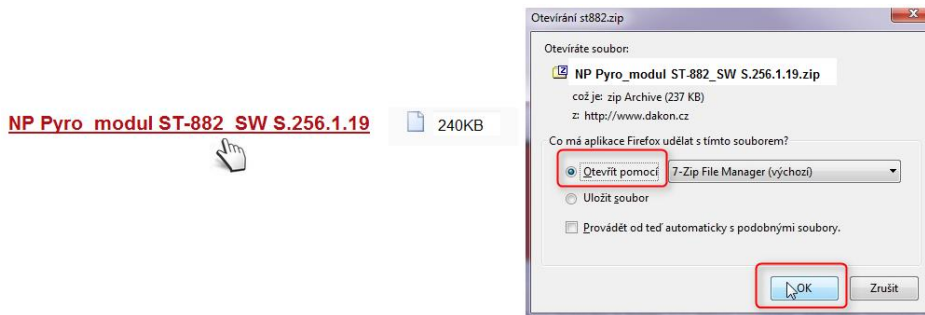 NP Pyro_modul ST-882_SW S.256.1.19
240KB
Otevírání st882.zip
Otevíráte soubor:
NP Pyro_modul ST-882_SW S.256.1.19.zip
což je: zip Archive (237 KB)
z: http://www.dakon.cz
Co má aplikace Firefox udělat s tímto souborem?
Otevřít pomocí 7-Zip File Manager (výchozí)
Uložit soubor
Provádět od teď automaticky s podobnými soubory.
OK Zrušit